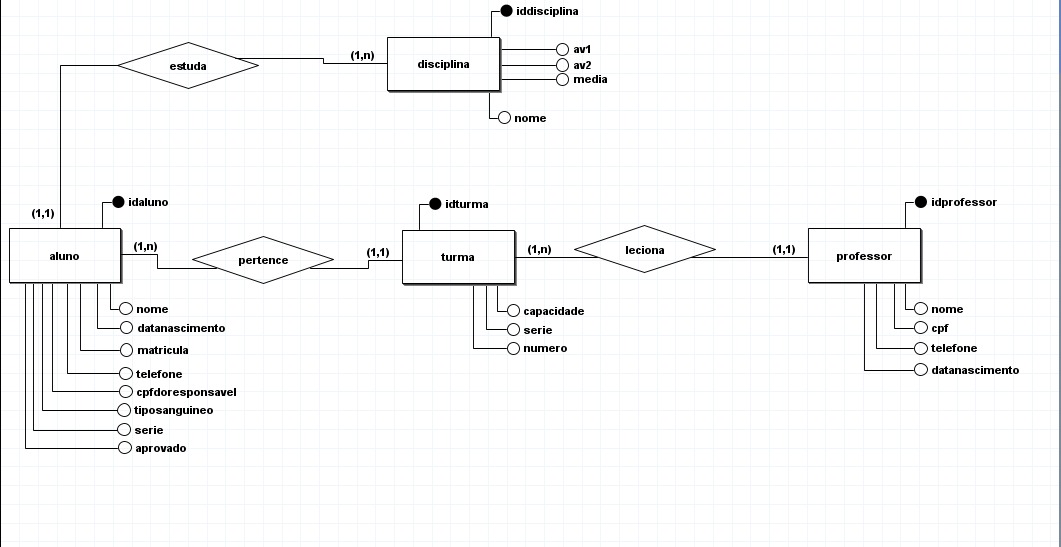 iddisciplina
av1
(1,n)
disciplina
av2
estuda
media
nome
idaluno
idturma
idprofessor
(1,1)
aluno
(1,n)
pertence
(1,1)
turma
(1,n)
leciona
(1,1)
professor
nome
datanascimento
matricula
telefone
cpfdoresponsavel
tiposanguineo
serie
aprovado
capacidade
serie
numero
nome
cpf
telefone
datanascimento